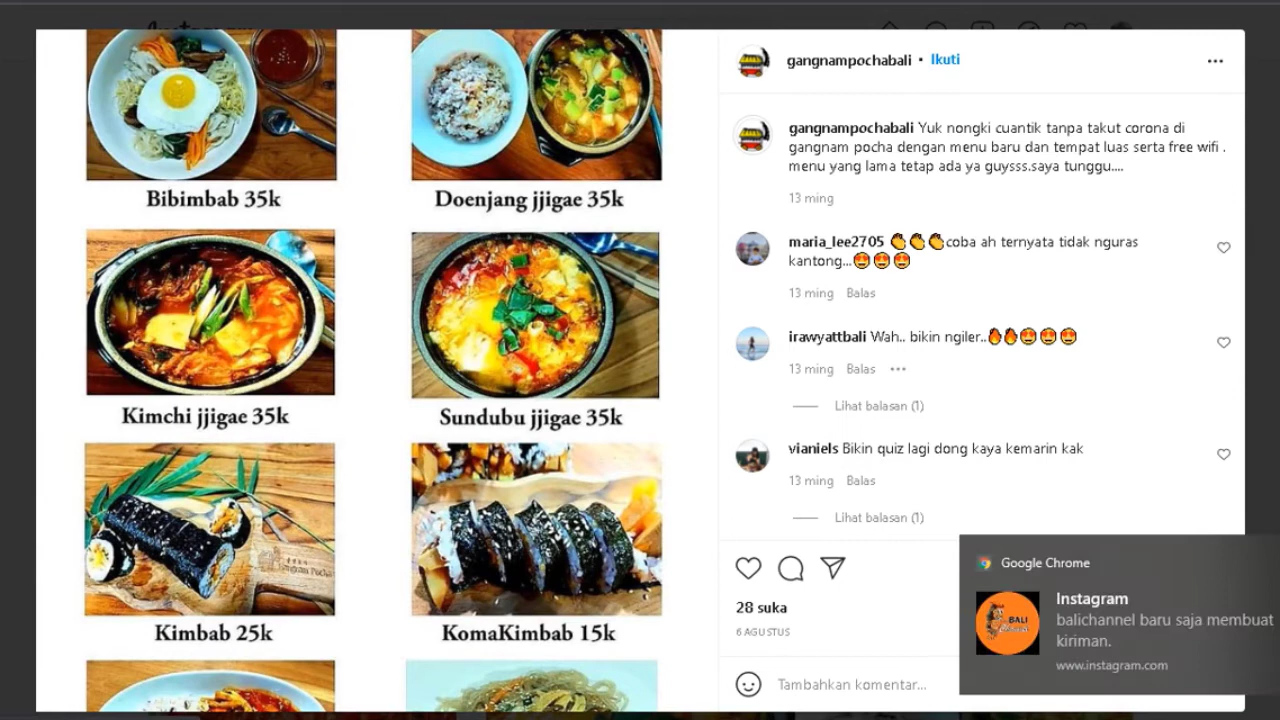 gangnampochabali • Ikuti
Bibimbab 35k
Doenjang jjigae 35k
Kimchi jjigae 35k
Sundubu jjigae 35k
Kimbab 25k
KomaKimbab 15k
gangnampochabali Yuk nongki cuantik tanpa takut corona di
gangnam pocha dengan menu baru dan tempat luas serta free wifi .
menu yang lama tetap ada ya guysss.saya tunggu....
13 ming
maria_lee2705 👏👏👏coba ah ternyata tidak nguras
kantong...🤩🤩🤩
13 ming Balas
irawyattbali Wah.. bikin ngiler..🔥🔥🤩🤩🤩
13 ming Balas •••
Lihat balasan (1)
vianiels Bikin quiz lagi dong kaya kemarin kak
13 ming Balas
Lihat balasan (1)
28 suka
6 AGUSTUS
Tambahkan komentar...
Google Chrome
Instagram
balichannel baru saja membuat
kiriman.
www.instagram.com
BALI